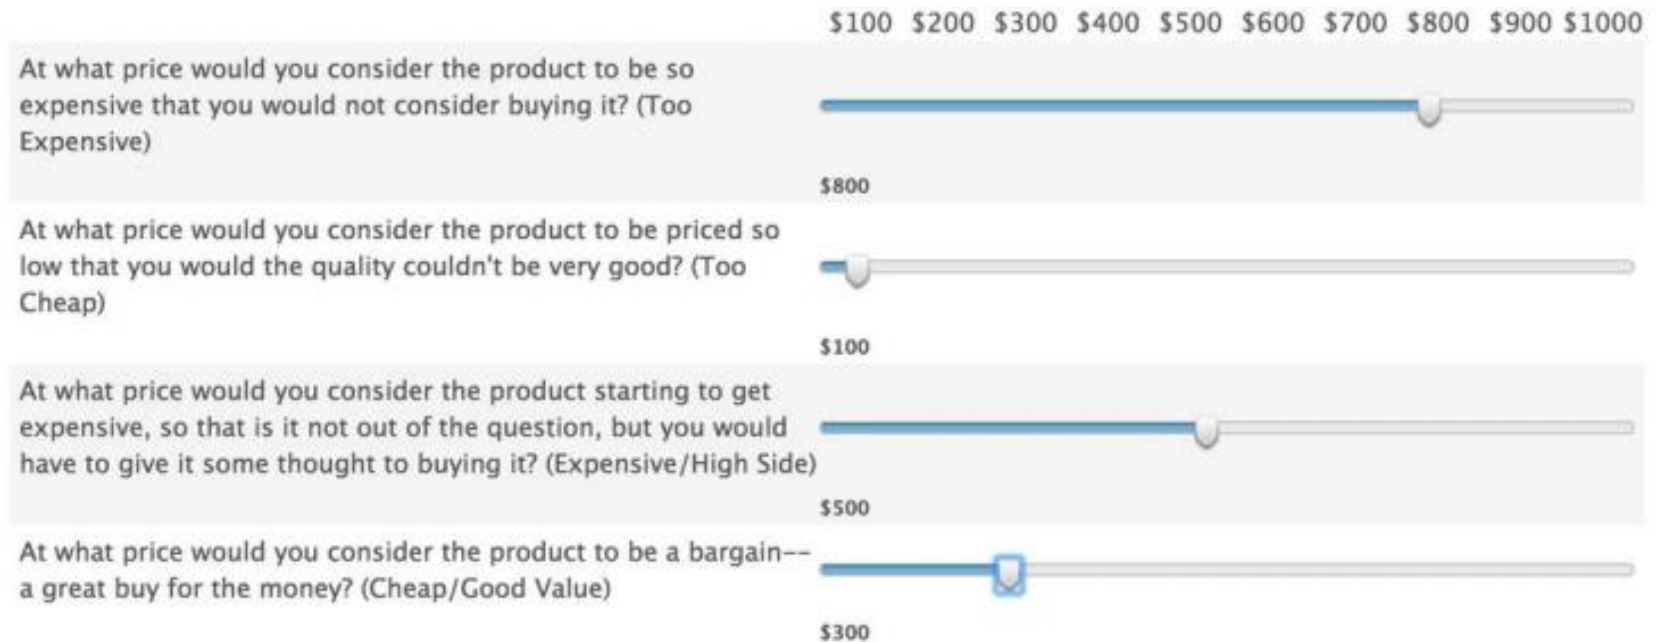 $100 $200 $300 $400 $500 $600 $700 $800 $900 $1000
At what price would you consider the product to be so
expensive that you would not consider buying it? (Too
Expensive)
$800
At what price would you consider the product to be priced so
low that you would the quality couldn't be very good? (Too
Cheap)
$100
At what price would you consider the product starting to get
expensive, so that is it not out of the question, but you would
have to give it some thought to buying it? (Expensive/High Side)
$500
At what price would you consider the product to be a bargain--
a great buy for the money? (Cheap/Good Value)
$300